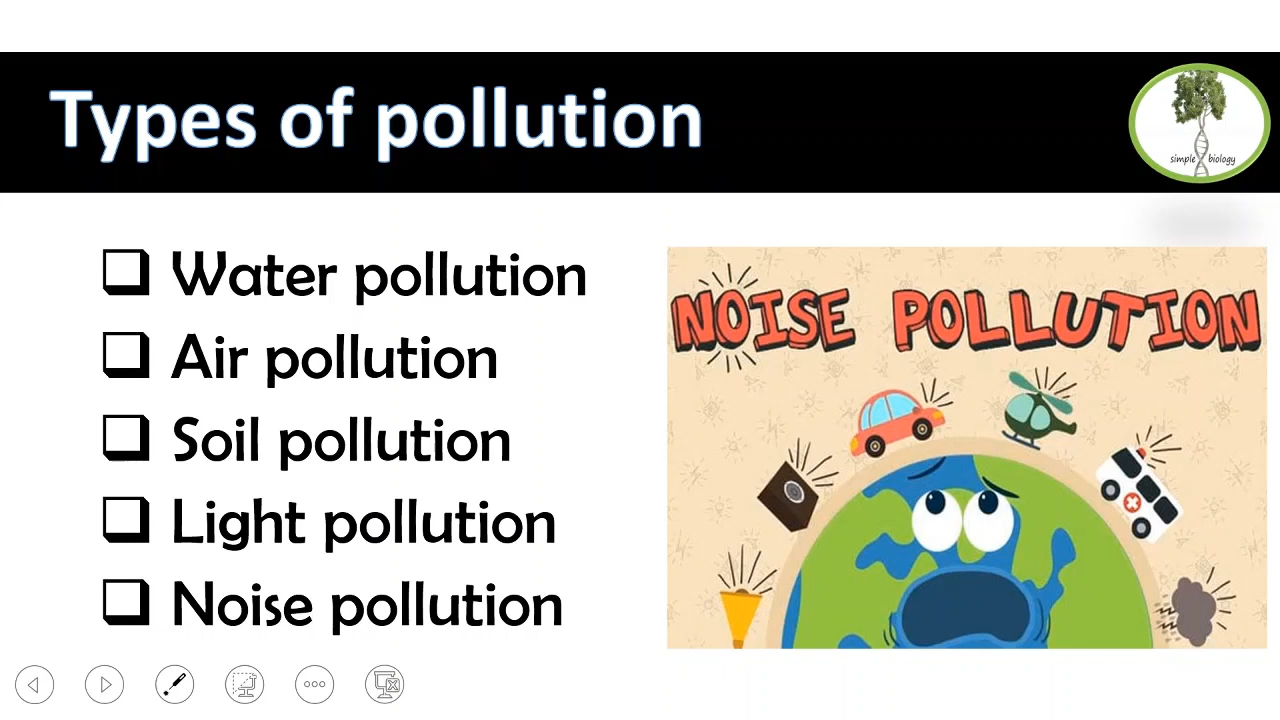 Types of pollution
simple biology
Water pollution
Air pollution
Soil pollution
Light pollution
Noise pollution
NOISE POLLUTION